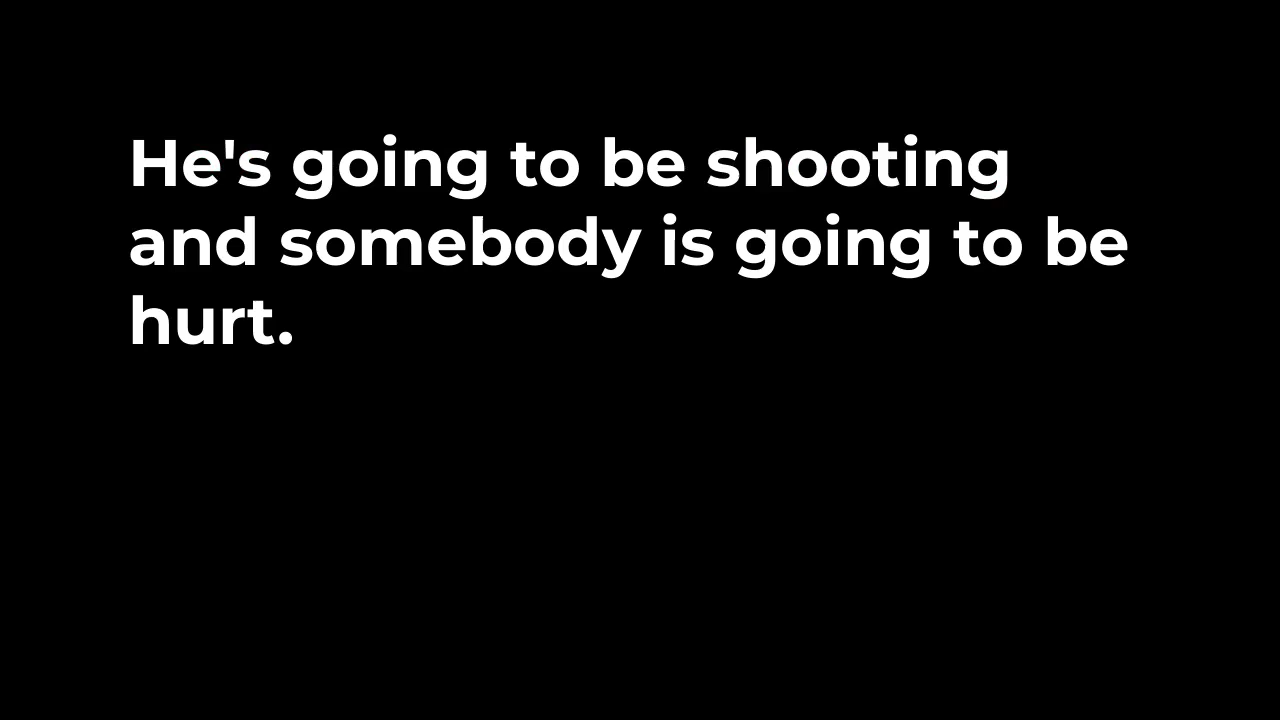 He's going to be shooting
and somebody is going to be
hurt.